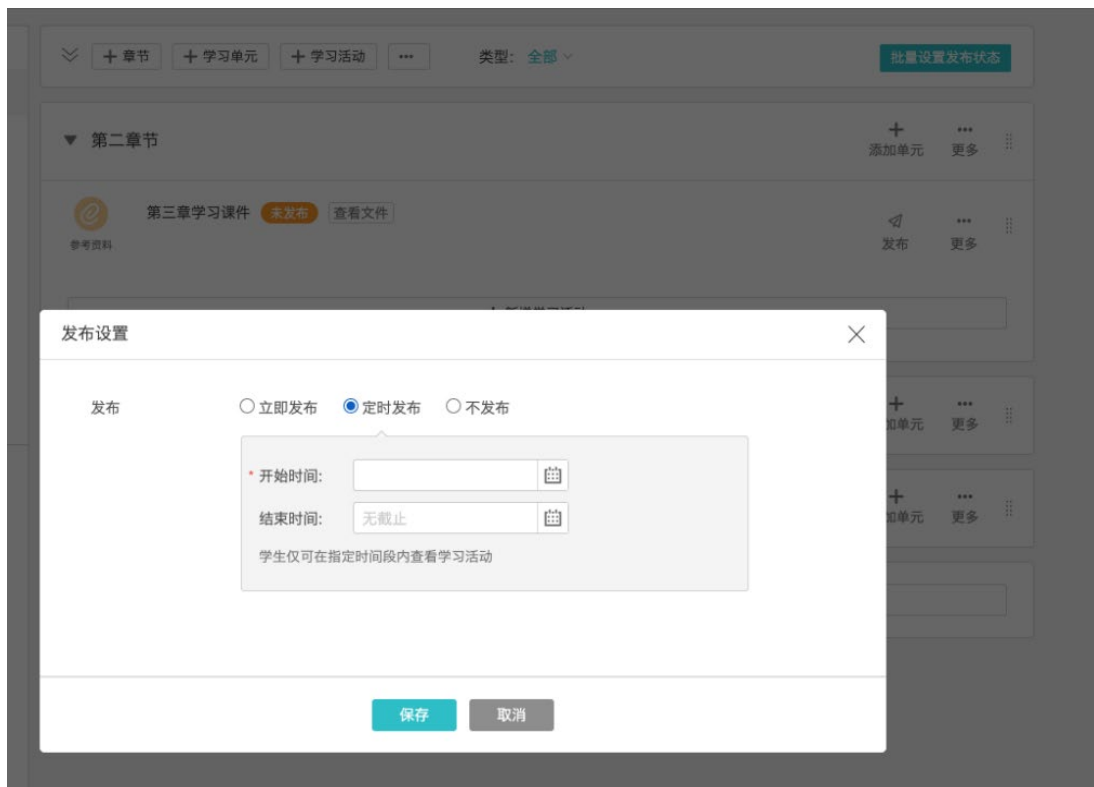 章节 学习单元 学习活动 ... 类型: 全部 批量设置发布状态
第二章节 添加单元 更多
第三章学习课件 未发布 查看文件
参考资料 发布 更多
发布设置
发布 立即发布 定时发布 不发布
加单元 更多
* 开始时间:
结束时间: 无截止
加单元 更多
学生仅可在指定时间段内查看学习活动
保存 取消